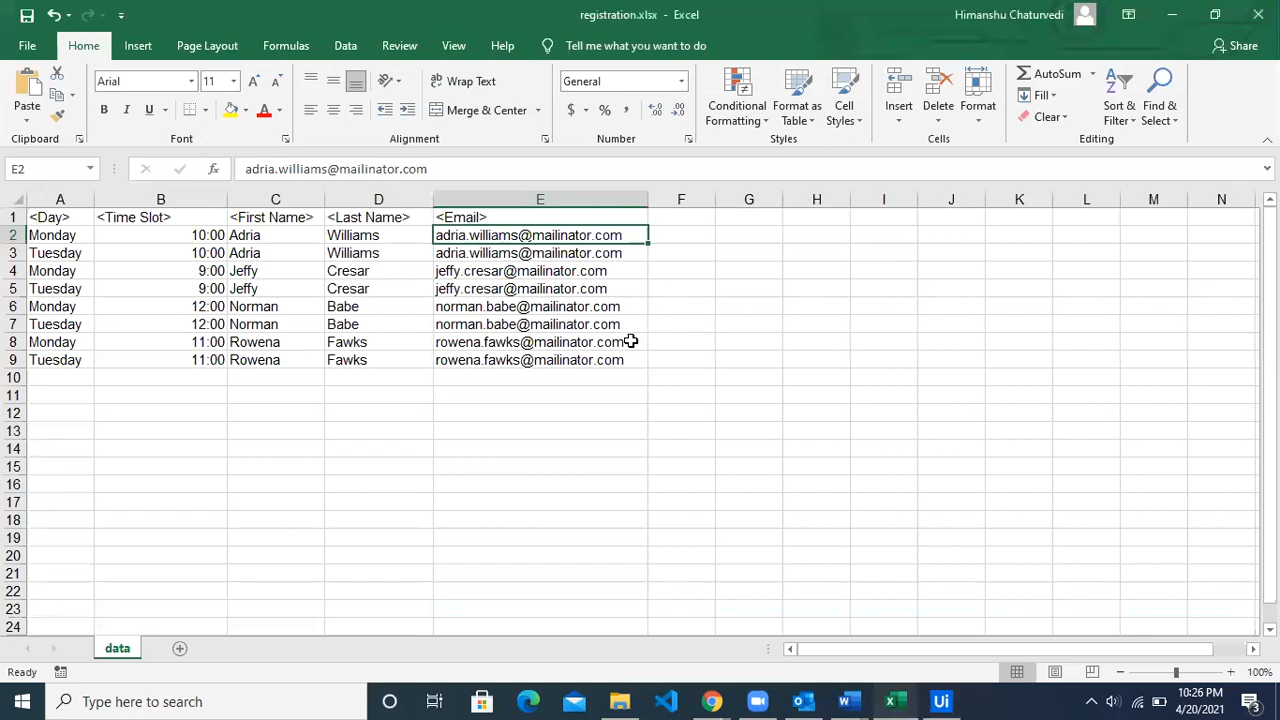 registration.xlsx - Excel
Himanshu Chaturvedi
File Home Insert Page Layout Formulas Data Review View Help Tell me what you want to do Share
Paste
Clipboard
Arial 11
B I U A
Font
Wrap Text
Merge & Center
Alignment
General
$ % ,
Number
Conditional Formatting
Format as Table
Cell Styles
Styles
Insert Delete Format
Cells
AutoSum
Fill
Clear
Sort & Filter
Find & Select
Editing
E2 fx adria.williams@mailinator.com
A B C D E F G H I J K L M N
1 <Day> <Time Slot> <First Name> <Last Name> <Email>
2 Monday 10:00 Adria Williams adria.williams@mailinator.com
3 Tuesday 10:00 Adria Williams adria.williams@mailinator.com
4 Monday 9:00 Jeffy Cresar jeffy.cresar@mailinator.com
5 Tuesday 9:00 Jeffy Cresar jeffy.cresar@mailinator.com
6 Monday 12:00 Norman Babe norman.babe@mailinator.com
7 Tuesday 12:00 Norman Babe norman.babe@mailinator.com
8 Monday 11:00 Rowena Fawks rowena.fawks@mailinator.com
9 Tuesday 11:00 Rowena Fawks rowena.fawks@mailinator.com
10
11
12
13
14
15
16
17
18
19
20
21
22
23
24
data
Ready 100%
Type here to search
Ui
10:26 PM
4/20/2021
3